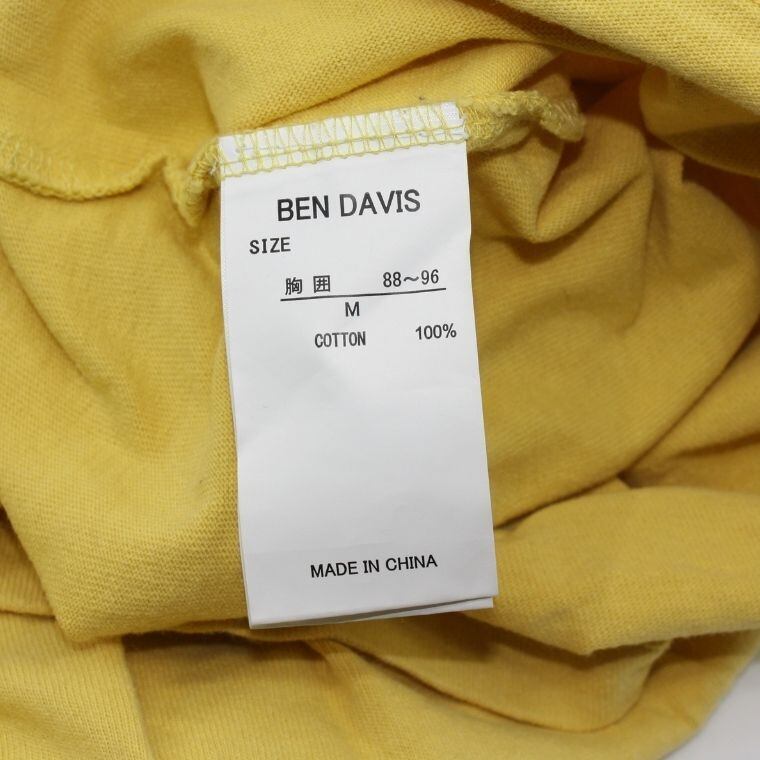 BEN DAVIS
SIZE
胸囲 88～96
M
COTTON 100%
MADE IN CHINA